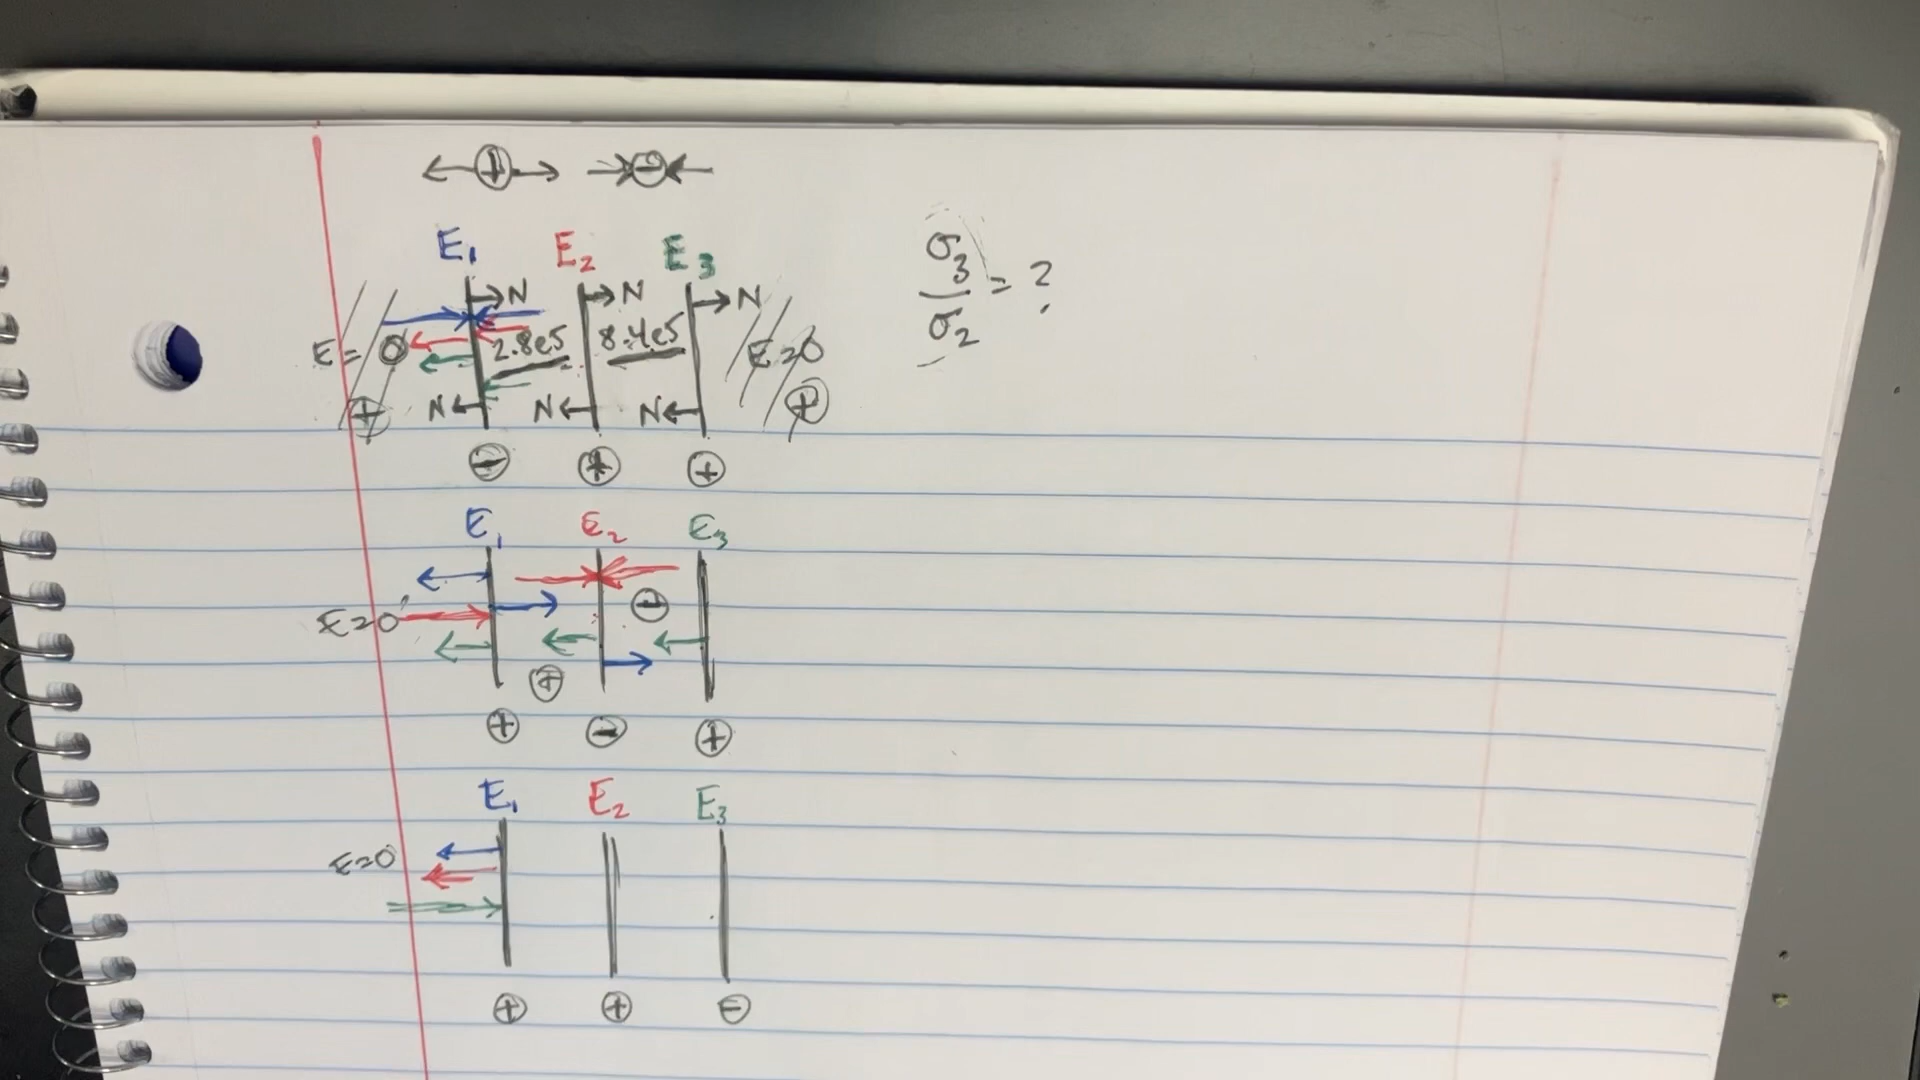 ⊕ ⊖
E₁ E₂ E₃
N N N
E=0 2.8e5 8.4e5 E=0
N N N
⊕ ⊕
⊖ ⊕ ⊕
σ₃/σ₂ = ?
E₁ E₂ E₃
⊖
E=0
⊕
⊕ ⊖ ⊕
E₁ E₂ E₃
E=0
⊕ ⊕ ⊖